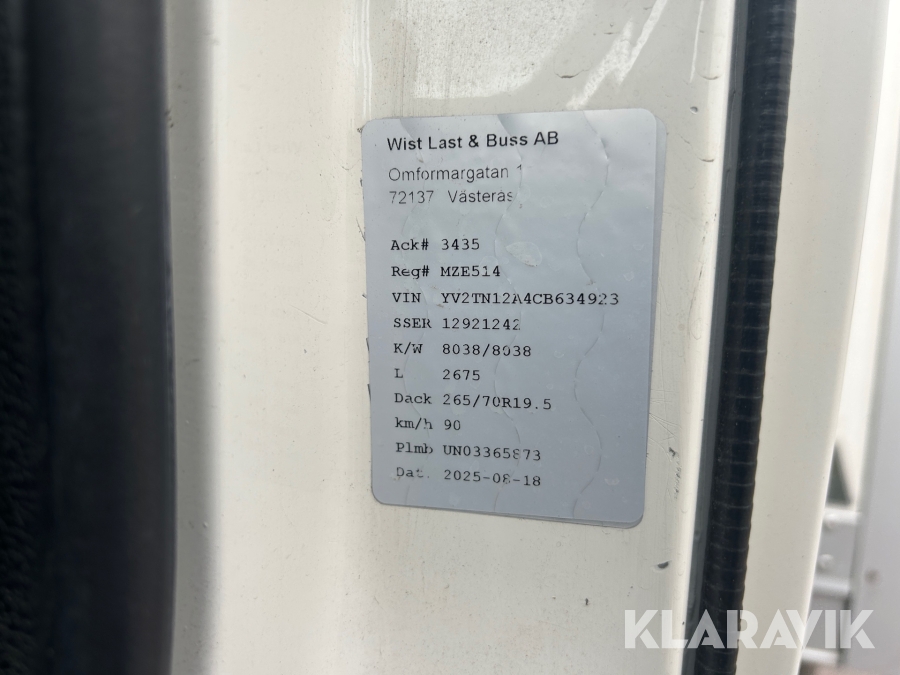 Wist Last & Buss AB
Omformargatan 1
72137 Västerås
Ack# 3435
Reg# MZE514
VIN YV2TN12A4CB634923
SSER 12921242
K/W 8038/8038
L 2675
Dack 265/70R19.5
km/h 90
Plmb UN03365873
Dat. 2025-08-18
KLARAVIK